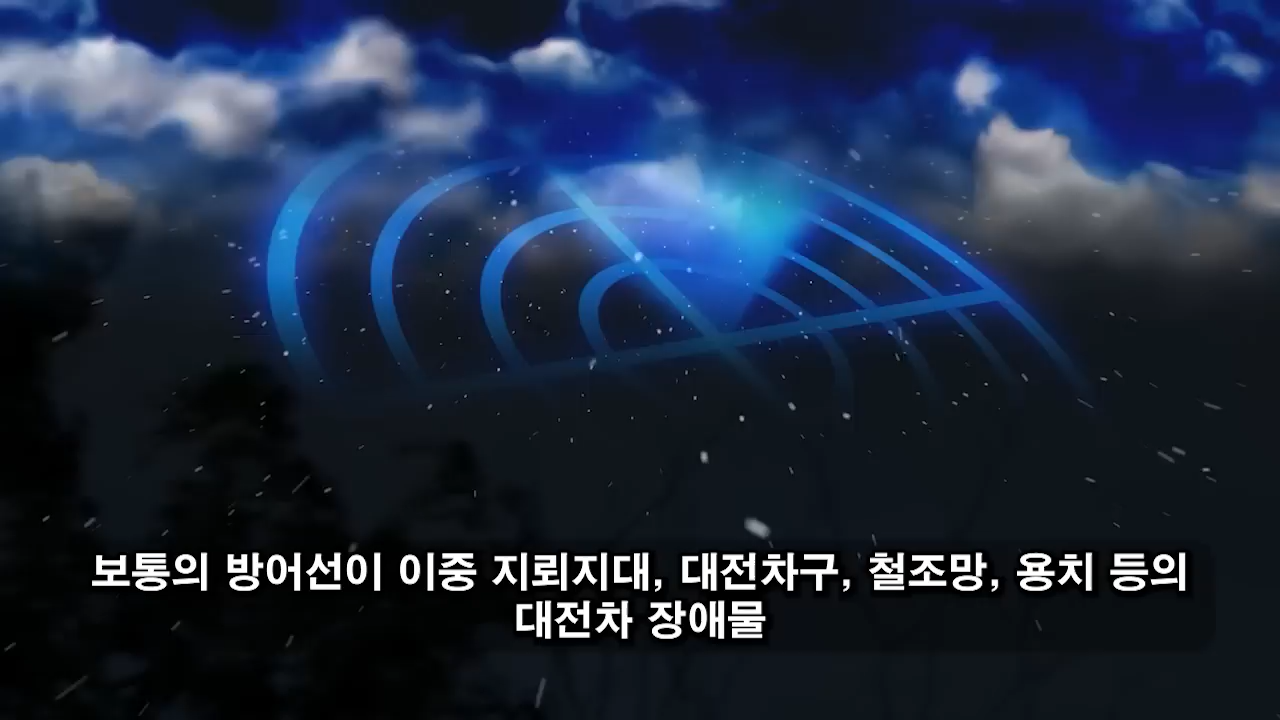 보통의 방어선이 이중 지뢰지대, 대전차구, 철조망, 용치 등의
대전차 장애물